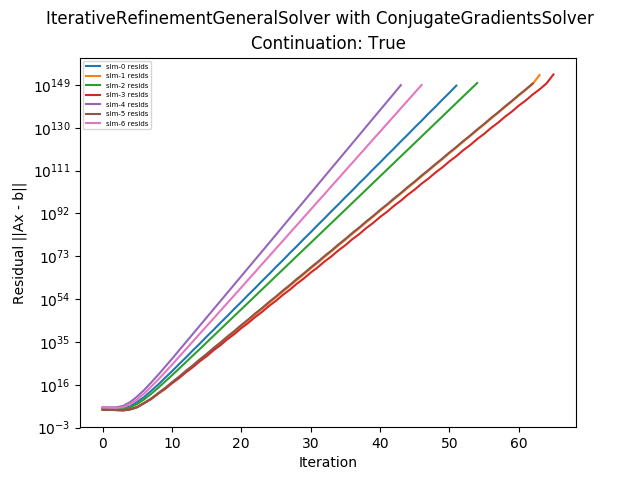 IterativeRefinementGeneralSolver with ConjugateGradientsSolver
Continuation: True
sim-0 resids
sim-1 resids
sim-2 resids
sim-3 resids
sim-4 resids
sim-5 resids
sim-6 resids
10^149
10^130
10^111
10^92
10^73
10^54
10^35
10^16
10^−3
Residual ||Ax - b||
0 10 20 30 40 50 60
Iteration